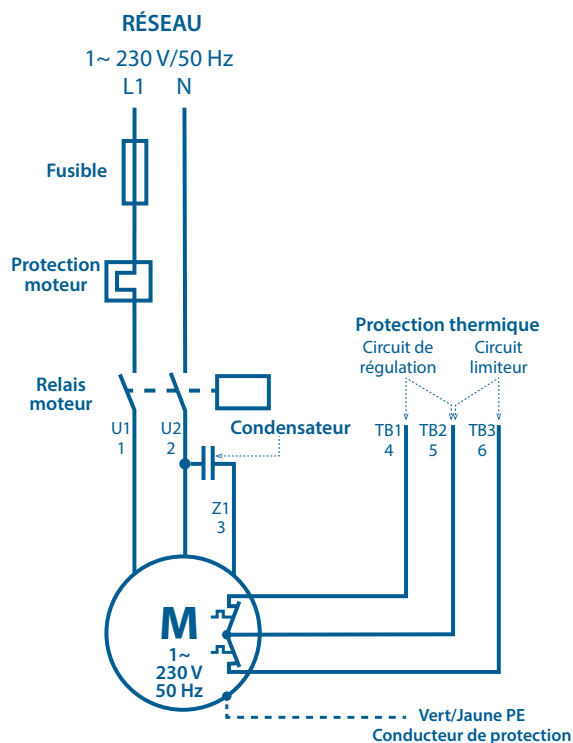 RÉSEAU
1~ 230 V/50 Hz
L1 N
Fusible
Protection
moteur
Protection thermique
Circuit de
régulation
Circuit
limiteur
Relais
moteur
U1
1
U2
2
Condensateur
TB1
4
TB2
5
TB3
6
Z1
3
M
1~
230 V
50 Hz
Vert/Jaune PE
Conducteur de protection